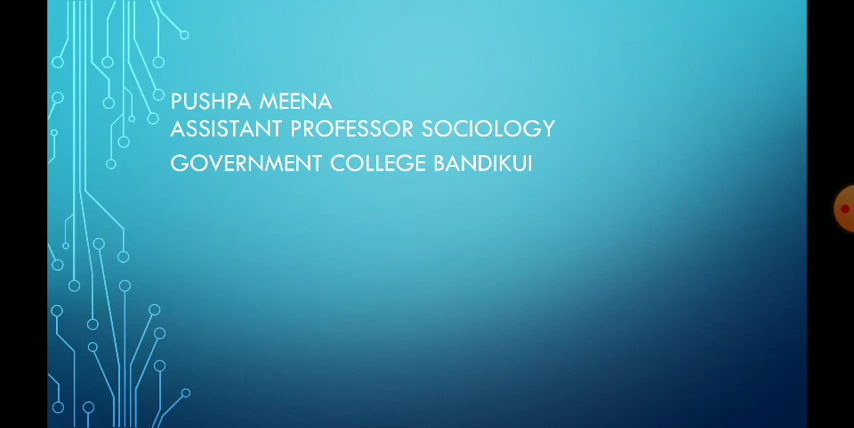 PUSHPA MEENA
ASSISTANT PROFESSOR SOCIOLOGY
GOVERNMENT COLLEGE BANDIKUI